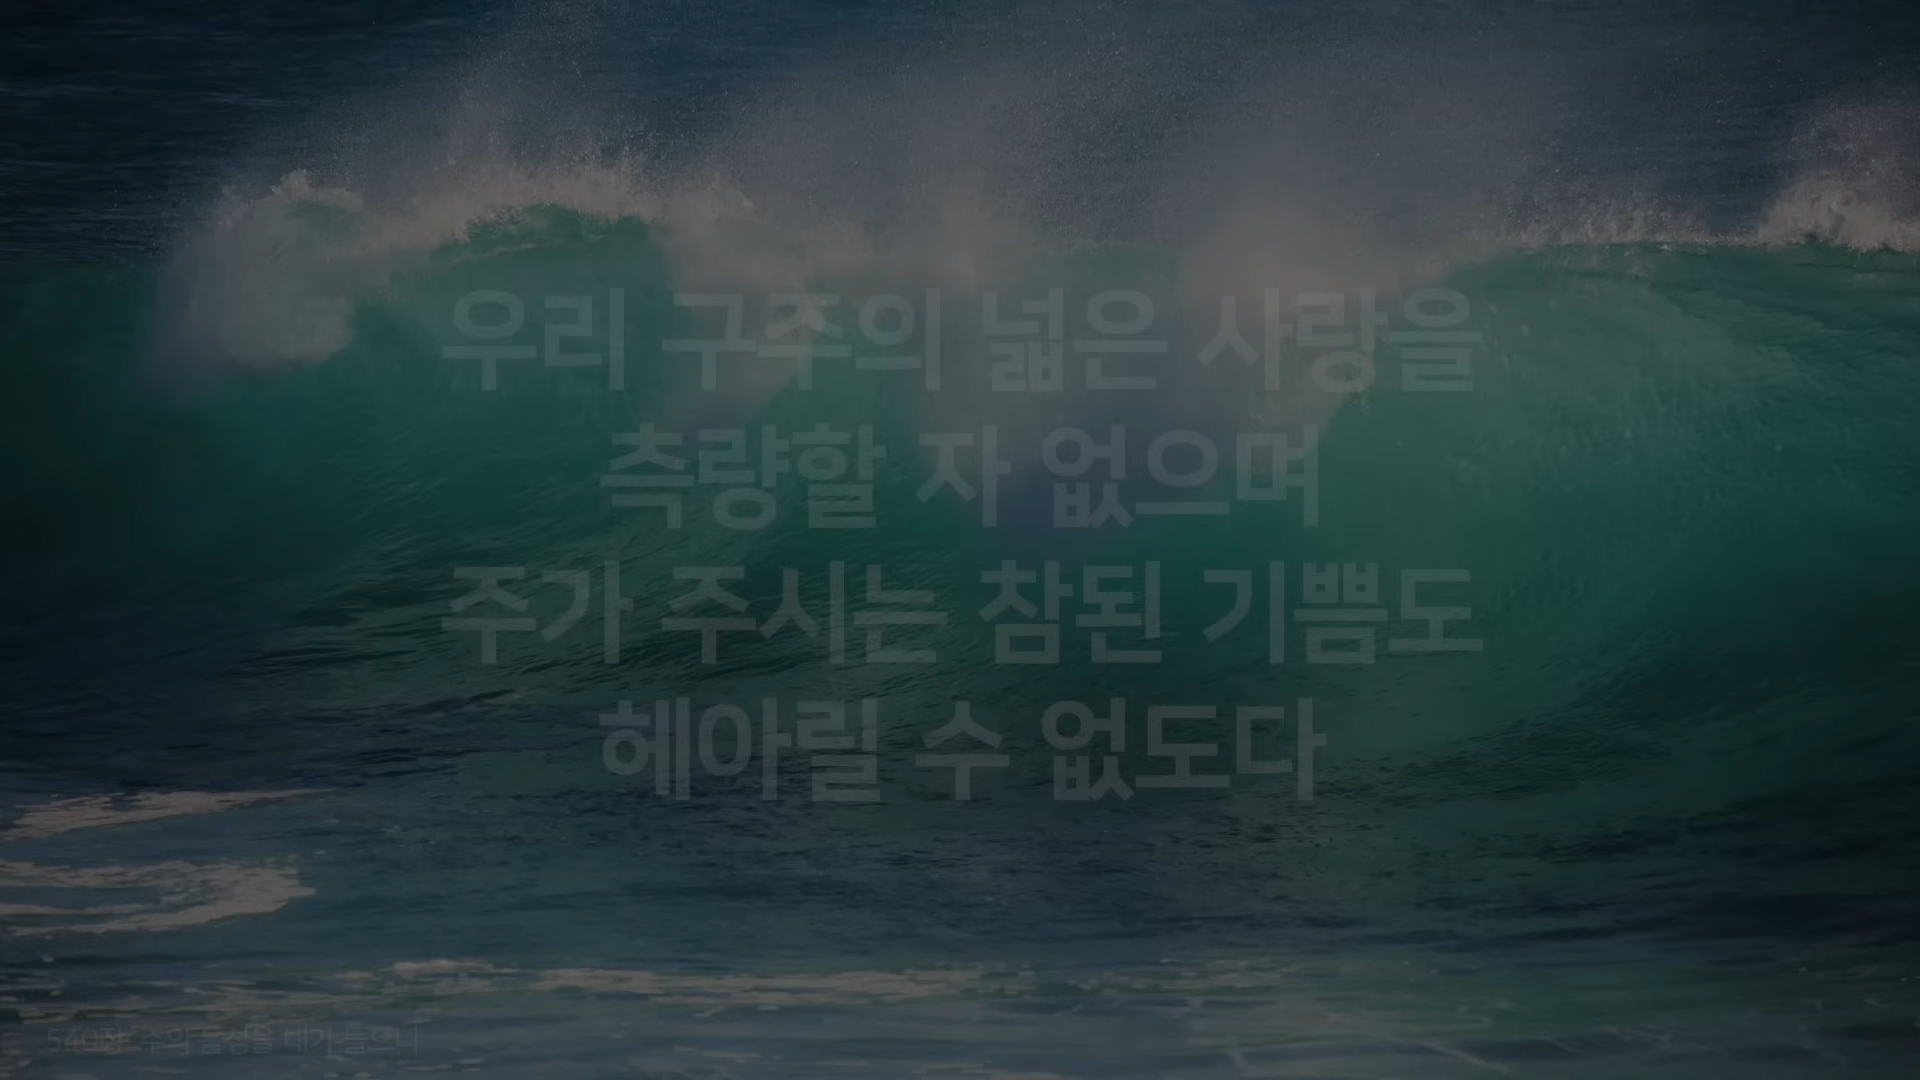 우리 구주의 넓은 사랑을
측량할 자 없으며
주가 주시는 참된 기쁨도
헤아릴 수 없도다
540장 주의 음성을 내가 들으니